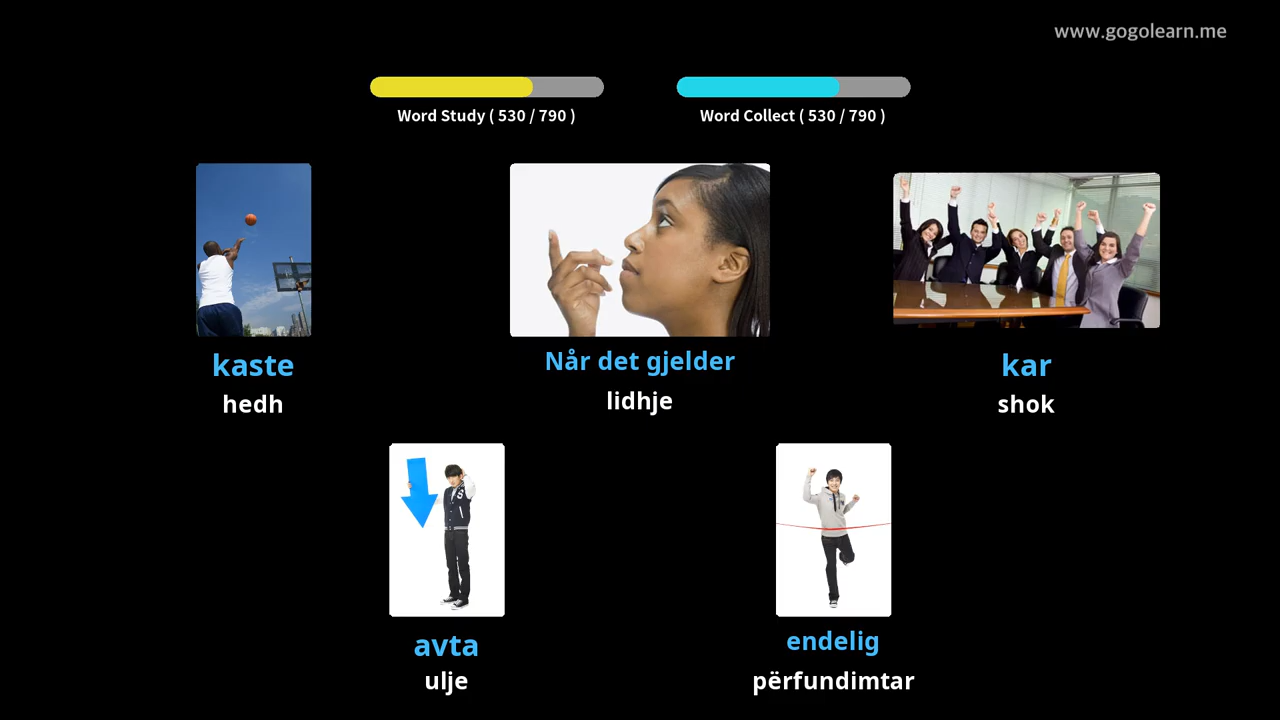 www.gogolearn.me
Word Study ( 530 / 790 )
Word Collect ( 530 / 790 )
kaste
hedh
Når det gjelder
lidhje
kar
shok
avta
ulje
endelig
përfundimtar